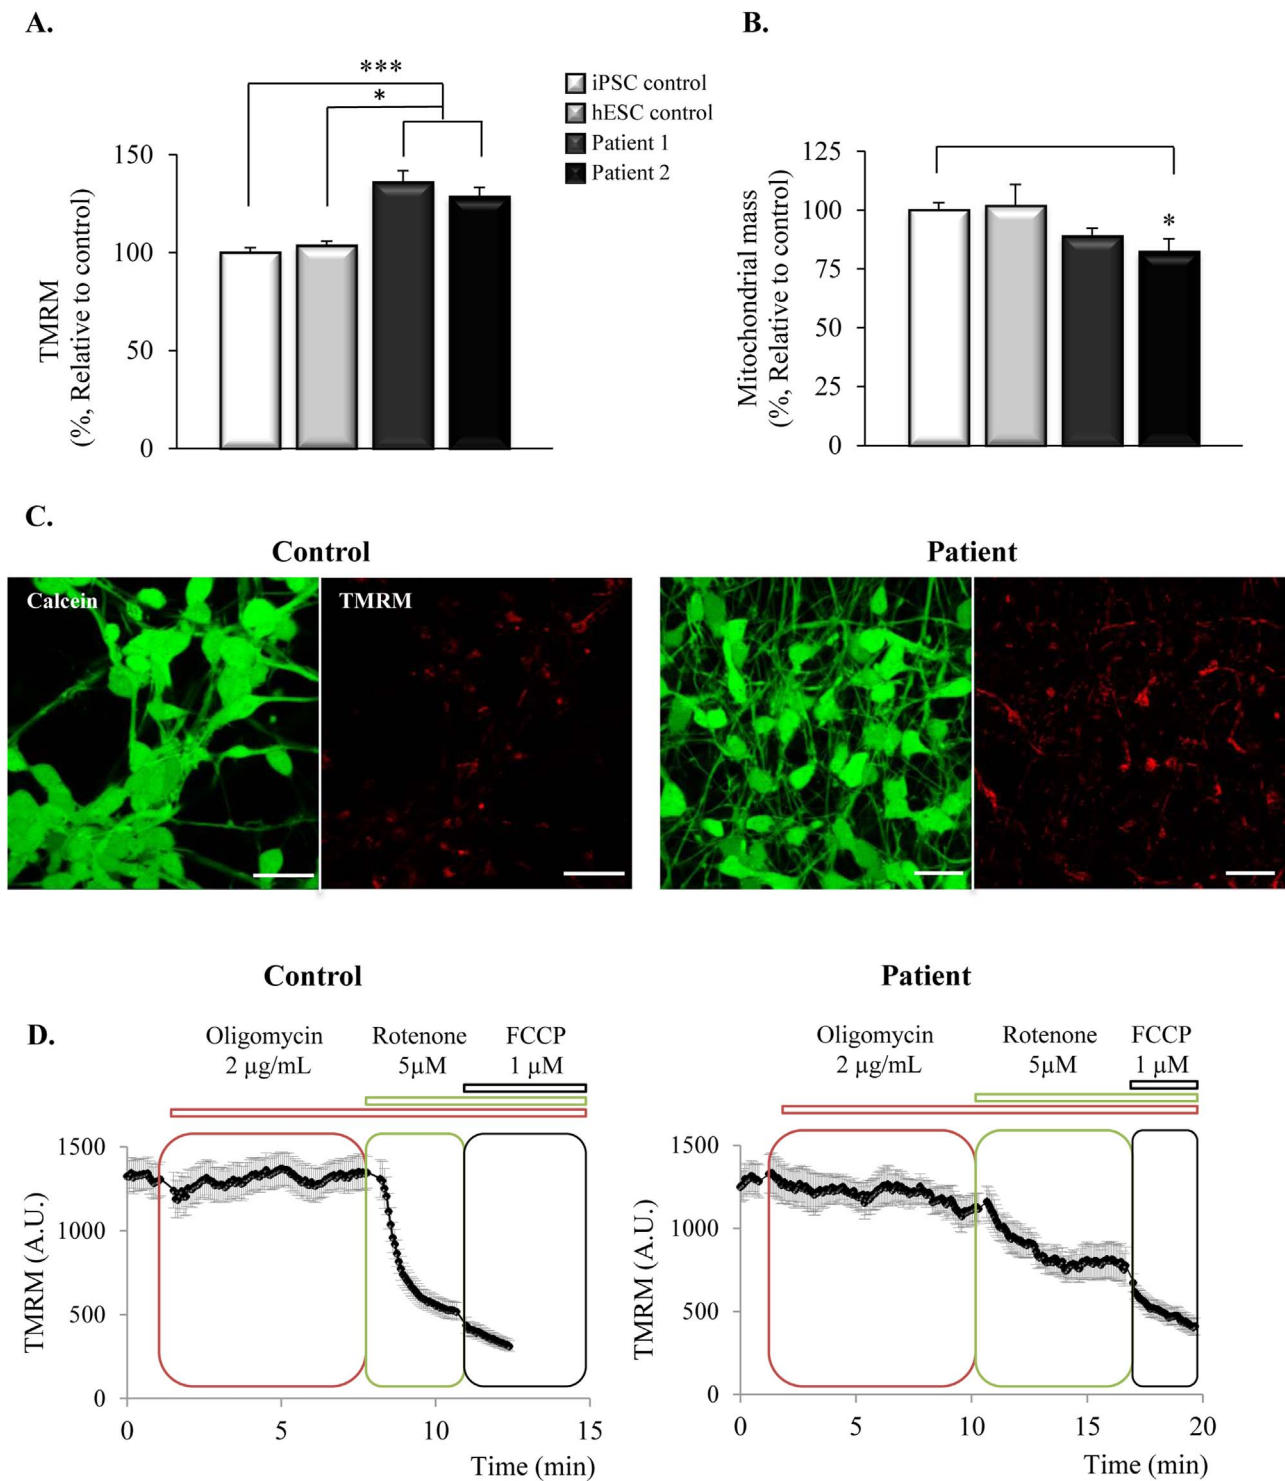 A.
***
*
iPSC control
hESC control
Patient 1
Patient 2
150
100
50
0
TMRM
(%, Relative to control)
B.
*
125
100
75
50
25
0
Mitochondrial mass
(%, Relative to control)
C.
Control
Patient
Calcein
TMRM
Control
Patient
D.
Oligomycin
2 µg/mL
Rotenone
5µM
FCCP
1 µM
1500
1000
500
0
TMRM (A.U.)
0 5 10 15
Time (min)
Oligomycin
2 µg/mL
Rotenone
5µM
FCCP
1 µM
1500
1000
500
0
TMRM (A.U.)
0 5 10 15 20
Time (min)